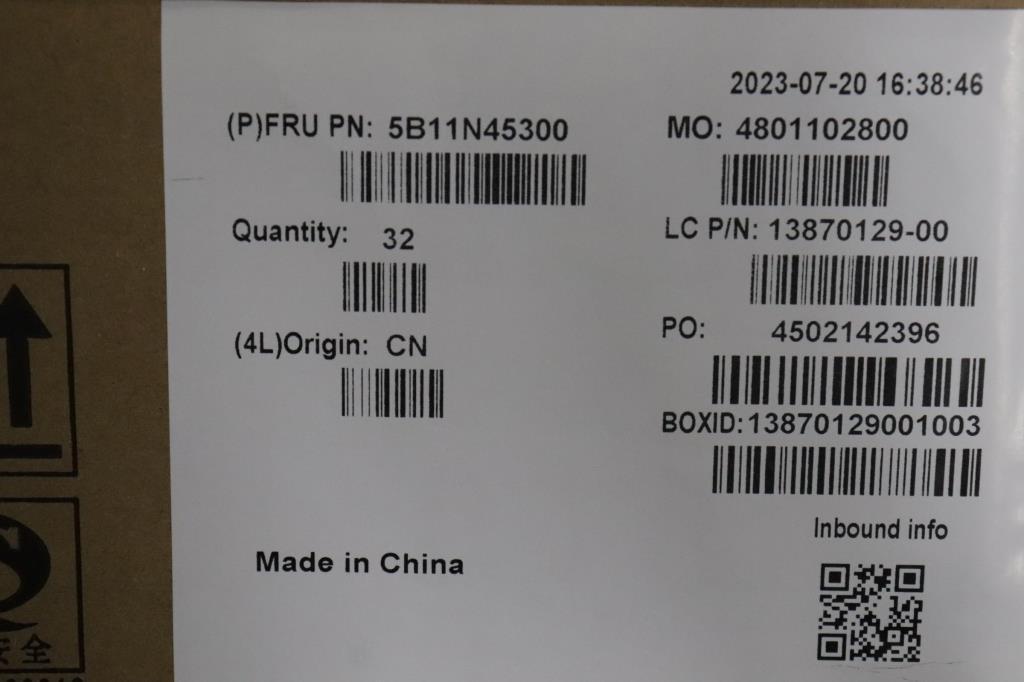 2023-07-20 16:38:46
(P)FRU PN: 5B11N45300
MO: 4801102800
Quantity: 32
LC P/N: 13870129-00
(4L)Origin: CN
PO: 4502142396
BOXID:13870129001003
Inbound info
Made in China
安全